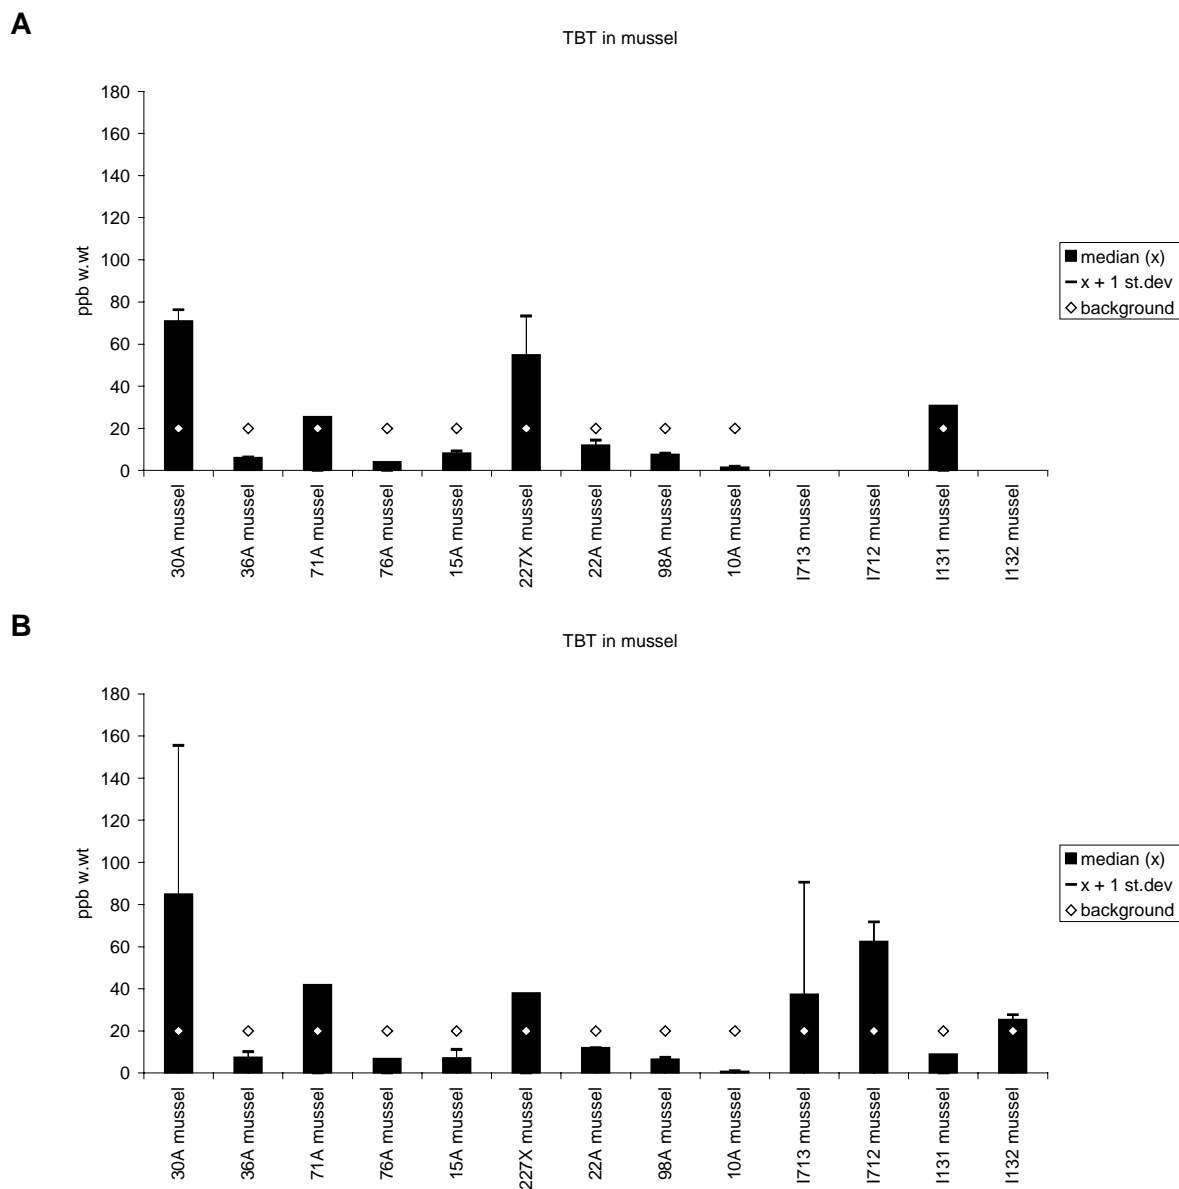 A
TBT in mussel
180
160
140
120
100
80
60
40
20
0
ppb w.wt
30A mussel
36A mussel
71A mussel
76A mussel
15A mussel
227X mussel
22A mussel
98A mussel
10A mussel
I713 mussel
I712 mussel
I131 mussel
I132 mussel
median (x)
x + 1 st.dev
background
B
TBT in mussel
180
160
140
120
100
80
60
40
20
0
ppb w.wt
30A mussel
36A mussel
71A mussel
76A mussel
15A mussel
227X mussel
22A mussel
98A mussel
10A mussel
I713 mussel
I712 mussel
I131 mussel
I132 mussel
median (x)
x + 1 st.dev
background